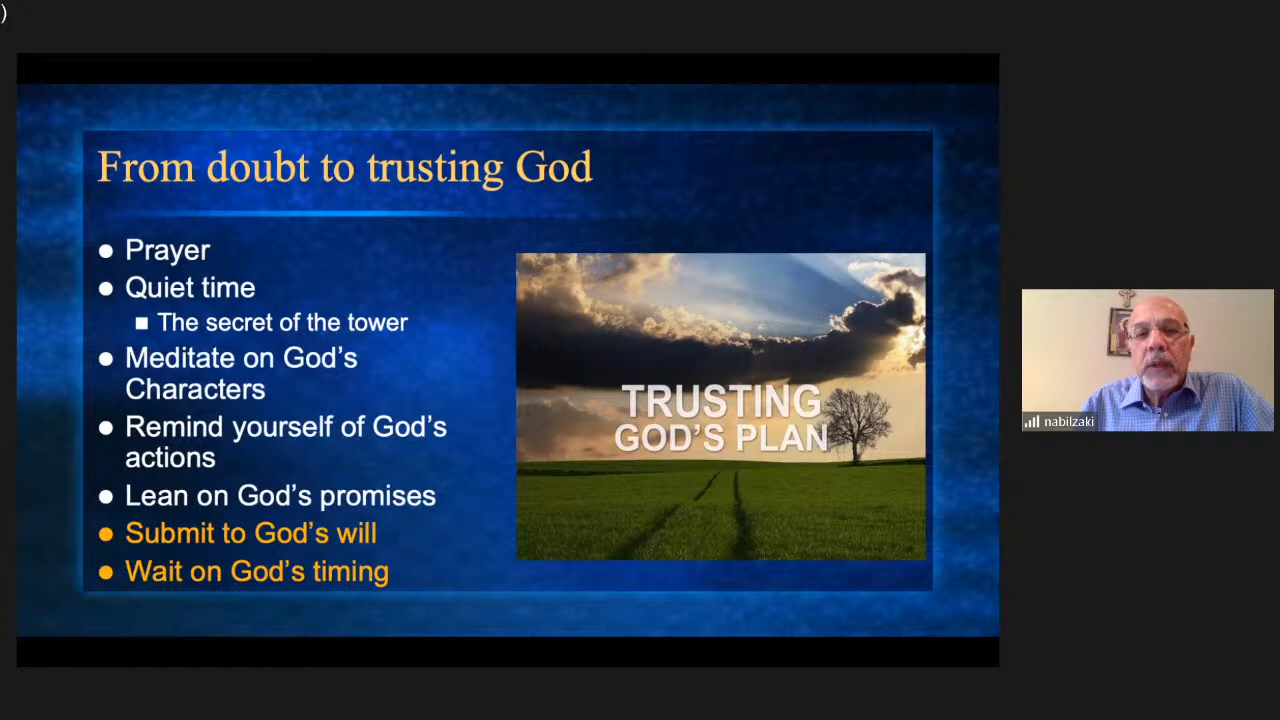 )
From doubt to trusting God
● Prayer
● Quiet time
■ The secret of the tower
● Meditate on God’s
Characters
● Remind yourself of God’s
actions
● Lean on God’s promises
● Submit to God’s will
● Wait on God’s timing
TRUSTING
GOD’S PLAN
nabilzaki